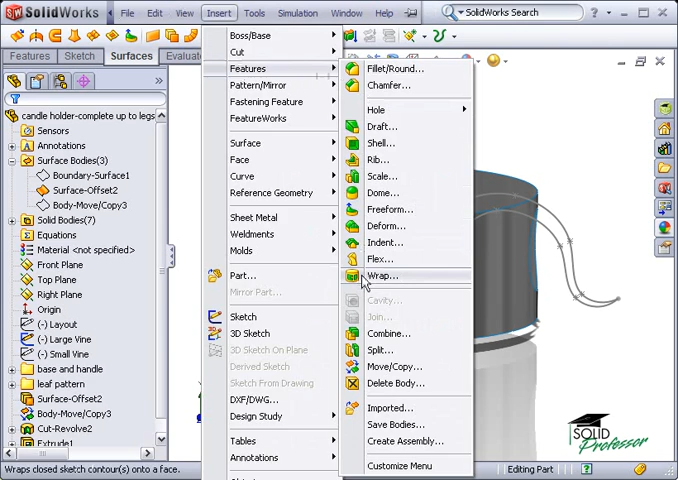 SolidWorks File Edit View Insert Tools Simulation Window Help SolidWorks Search
Features Sketch Surfaces Evalua
candle holder-complete up to legs
Sensors
Annotations
Surface Bodies(3)
Boundary-Surface1
Surface-Offset2
Body-Move/Copy3
Solid Bodies(7)
Equations
Material <not specified>
Front Plane
Top Plane
Right Plane
Origin
(-) Layout
(-) Large Vine
(-) Small Vine
base and handle
leaf pattern
Surface-Offset2
Body-Move/Copy3
Cut-Revolve2
Extrude1
Boss/Base
Cut
Features
Pattern/Mirror
Fastening Feature
FeatureWorks
Surface
Face
Curve
Reference Geometry
Sheet Metal
Weldments
Molds
Part...
Mirror Part...
Sketch
3D Sketch
3D Sketch On Plane
Derived Sketch
Sketch From Drawing
DXF/DWG...
Design Study
Tables
Annotations
Fillet/Round...
Chamfer...
Hole
Draft...
Shell...
Rib...
Scale...
Dome...
Freeform...
Deform...
Indent...
Flex...
Wrap...
Cavity...
Join...
Combine...
Split...
Move/Copy...
Delete Body...
Imported...
Save Bodies...
Create Assembly...
Customize Menu
SOLID
Professor
Wraps closed sketch contour(s) onto a face.
Editing Part